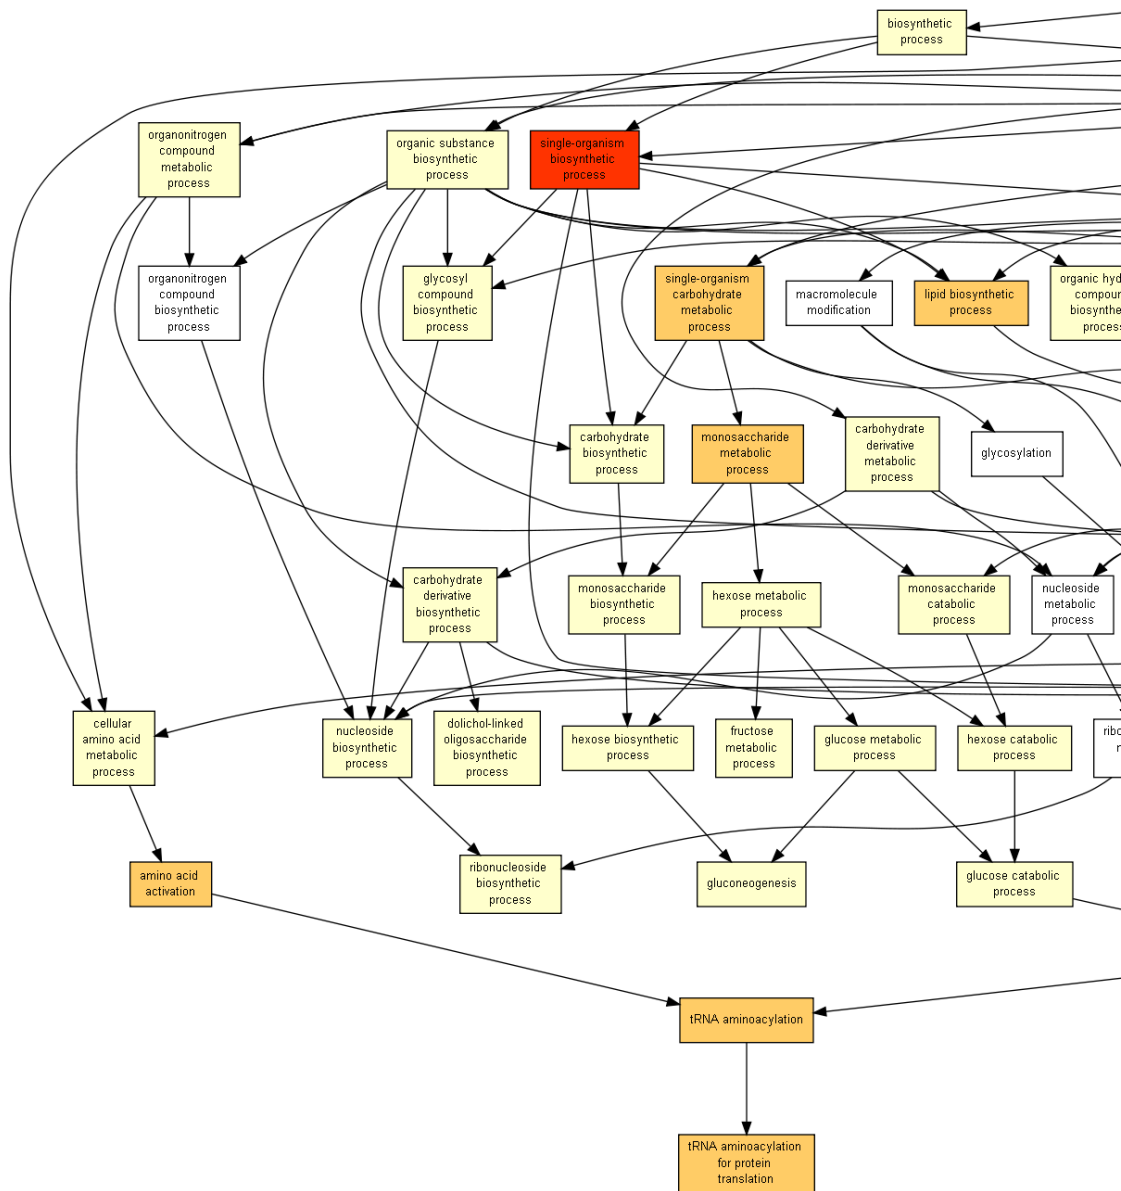 biosynthetic
process
organonitrogen
compound
metabolic
process
organic substance
biosynthetic
process
single-organism
biosynthetic
process
organonitrogen
compound
biosynthetic
process
glycosyl
compound
biosynthetic
process
single-organism
carbohydrate
metabolic
process
macromolecule
modification
lipid biosynthetic
process
organic hydr
compoun
biosynthe
proces
carbohydrate
biosynthetic
process
monosaccharide
metabolic
process
carbohydrate
derivative
metabolic
process
glycosylation
carbohydrate
derivative
biosynthetic
process
monosaccharide
biosynthetic
process
hexose metabolic
process
monosaccharide
catabolic
process
nucleoside
metabolic
process
cellular
amino acid
metabolic
process
nucleoside
biosynthetic
process
dolichol-linked
oligosaccharide
biosynthetic
process
hexose biosynthetic
process
fructose
metabolic
process
glucose metabolic
process
hexose catabolic
process
amino acid
activation
ribonucleoside
biosynthetic
process
gluconeogenesis
glucose catabolic
process
tRNA aminoacylation
tRNA aminoacylation
for protein
translation